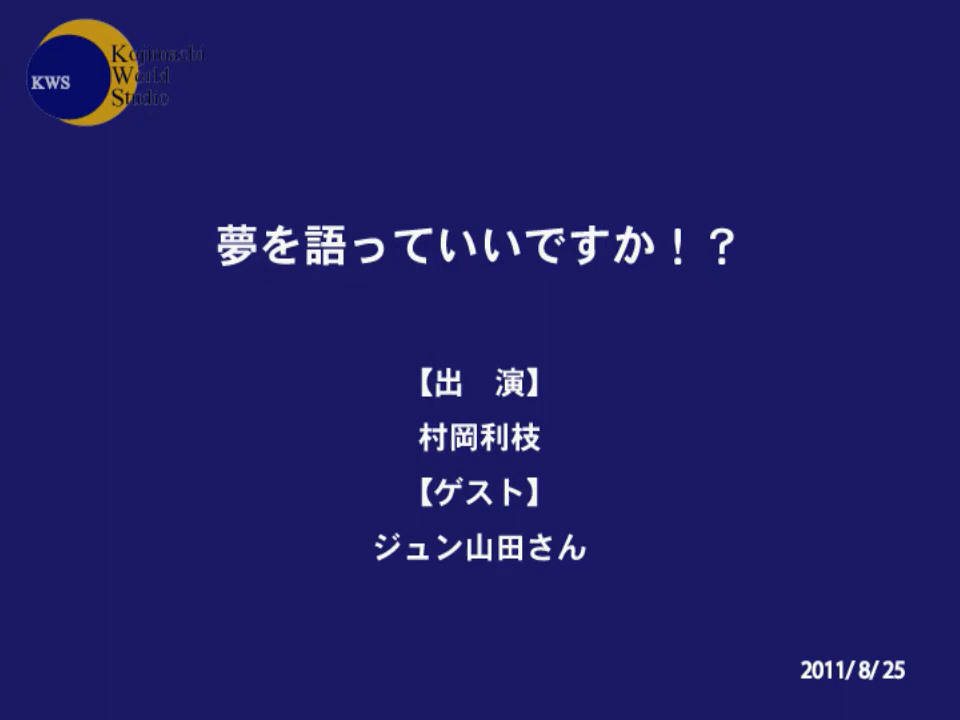 KWS
Kojimachi
World
Studio
夢を語っていいですか！？
【出　演】
村岡利枝
【ゲスト】
ジュン山田さん
2011/ 8/ 25